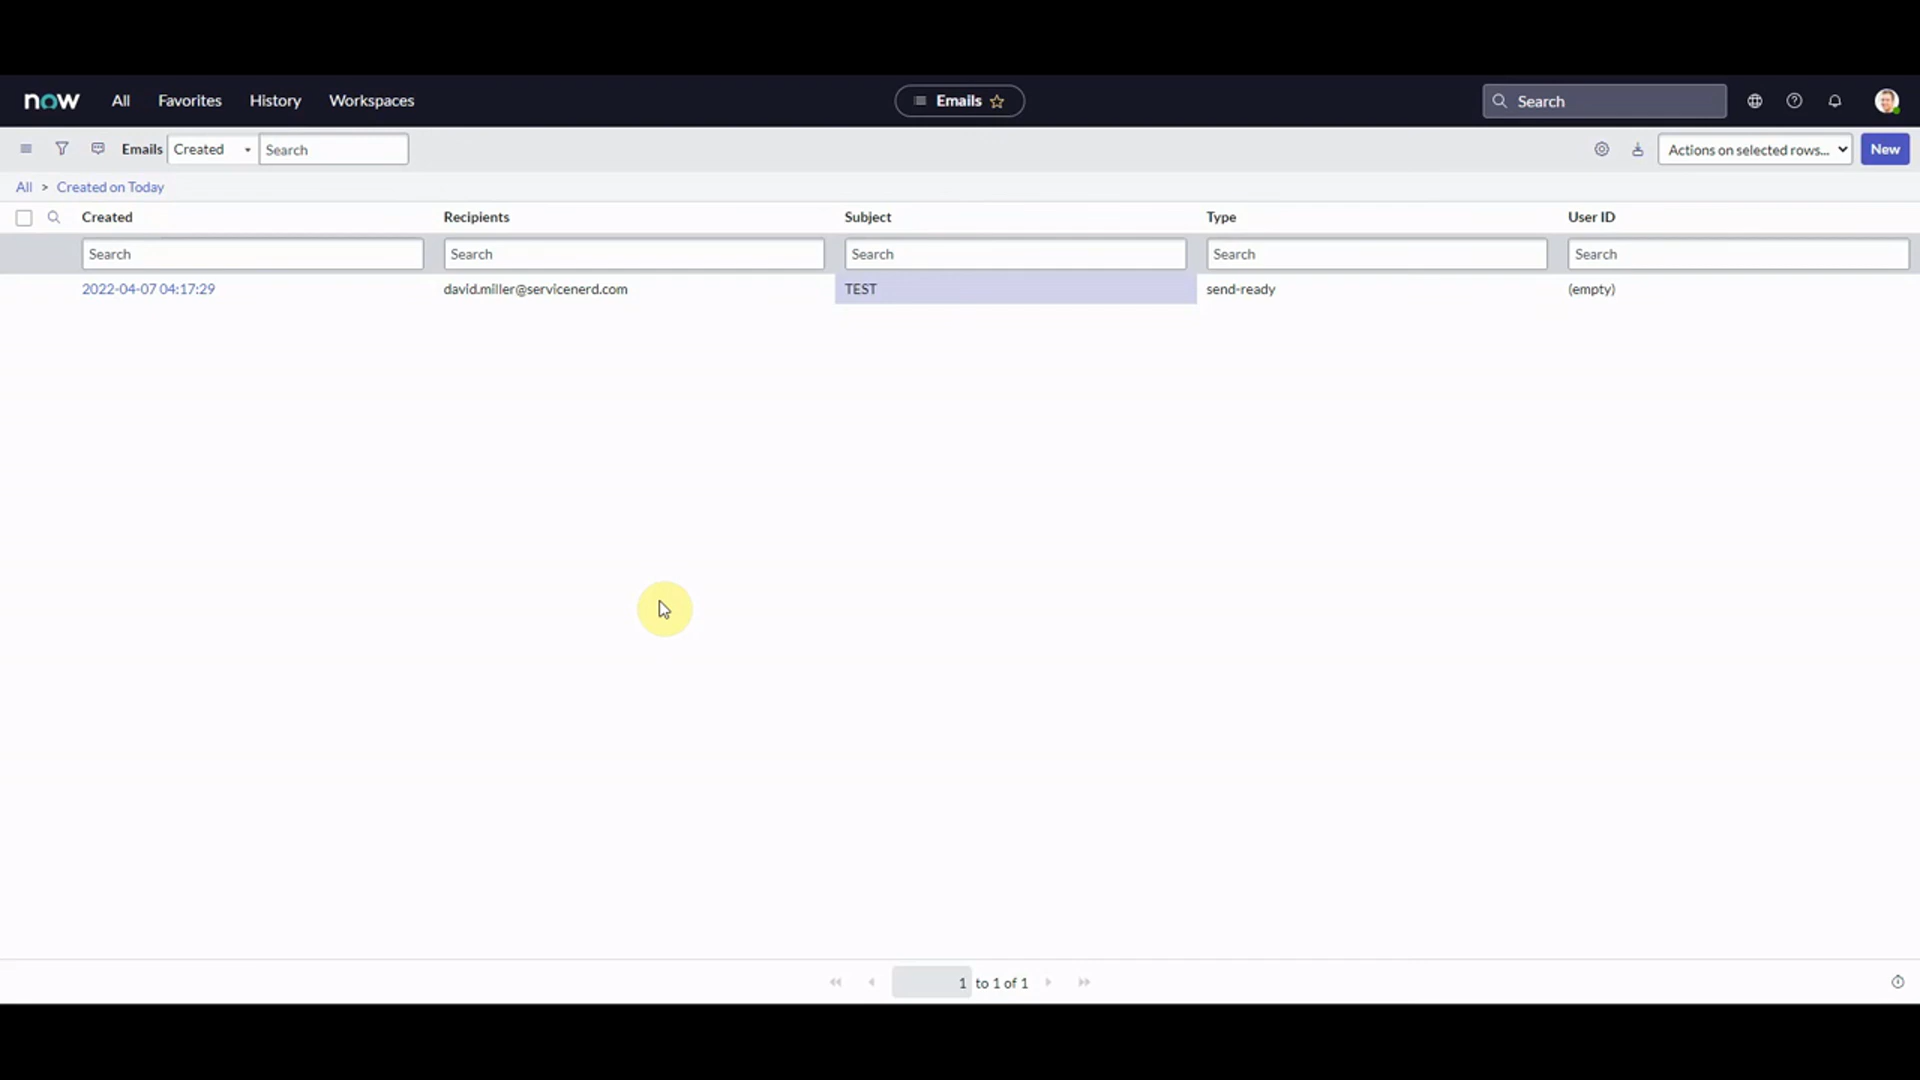 now All Favorites History Workspaces Emails Search
Emails Created Search Actions on selected rows... New
All > Created on Today
Created Recipients Subject Type User ID
Search Search Search Search Search
2022-04-07 04:17:29 david.miller@servicenerd.com TEST send-ready (empty)
1 to 1 of 1